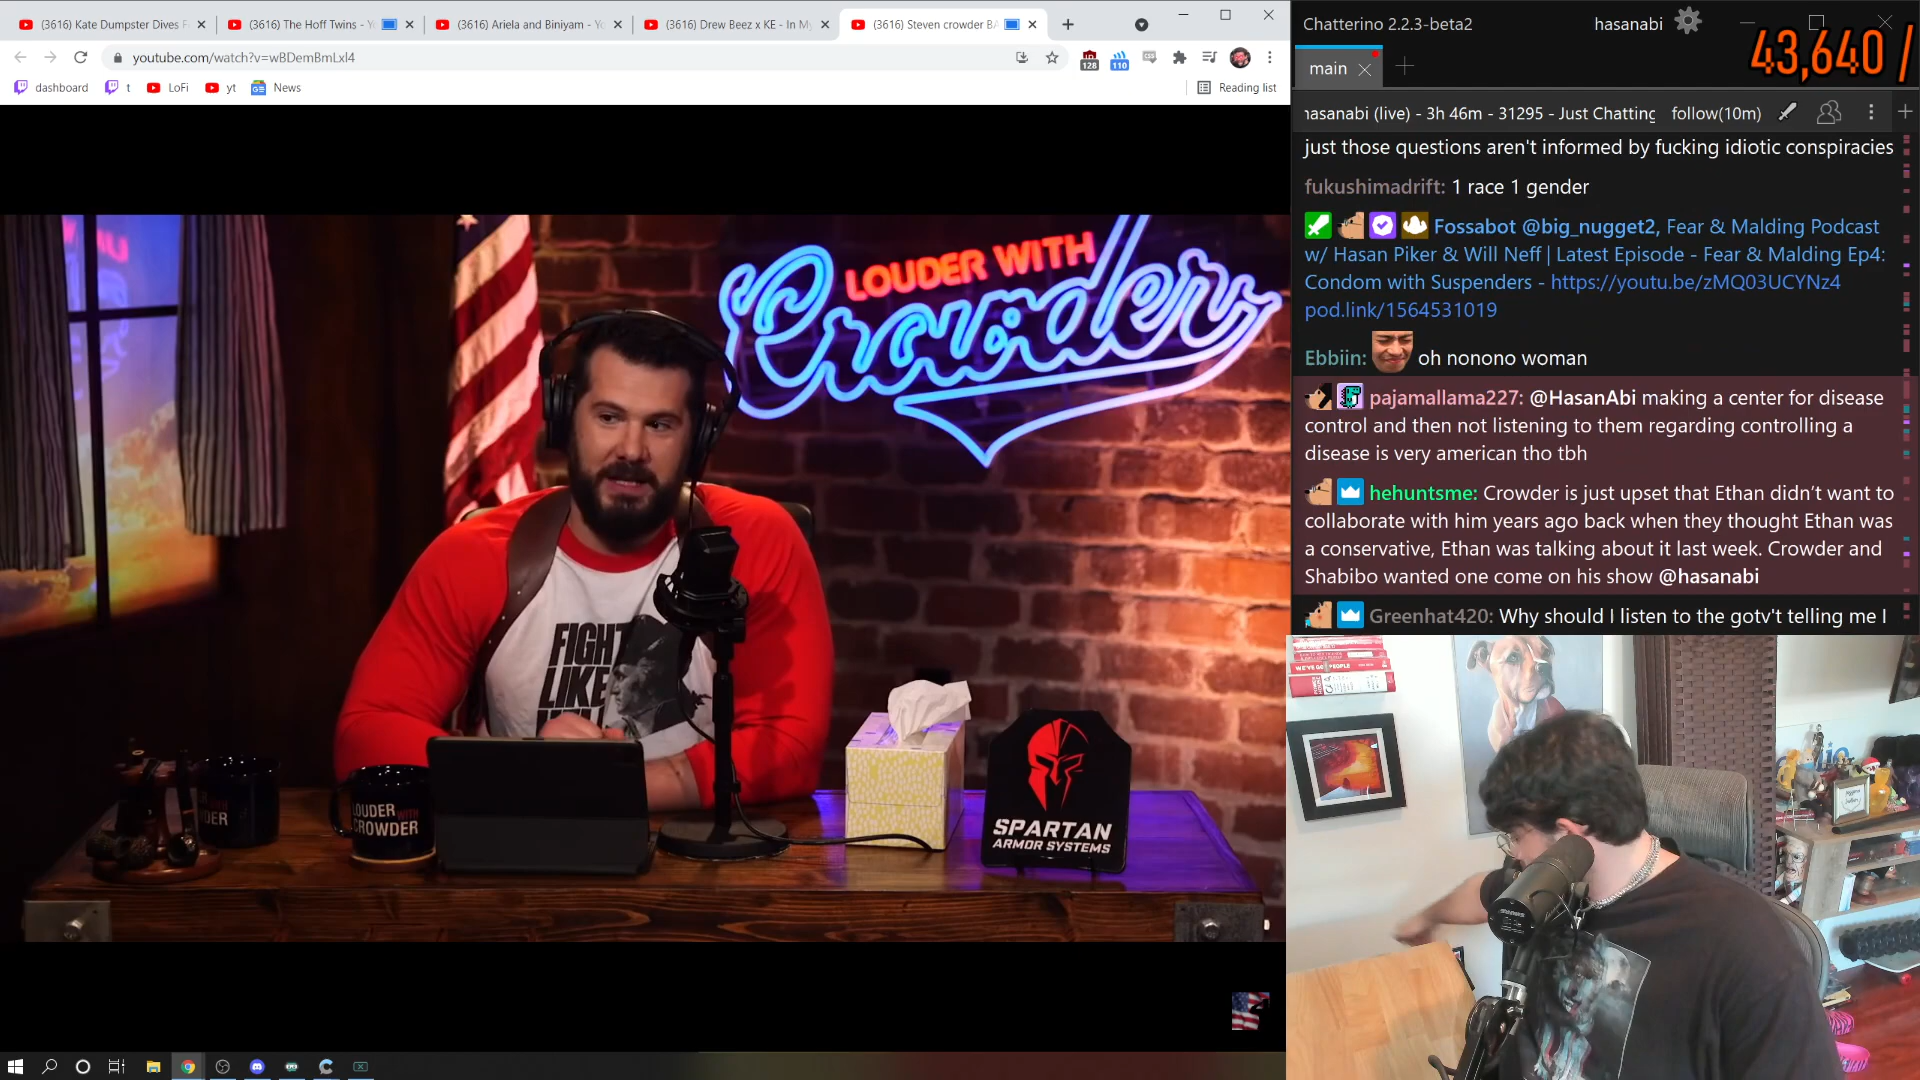 (3616) Kate Dumpster Dives F
(3616) The Hoff Twins - Y
(3616) Ariela and Biniyam - Yo
(3616) Drew Beez x KE - In My
(3616) Steven crowder BA
youtube.com/watch?v=wBDemBmLxl4
128
110
dashboard
t
LoFi
yt
News
Reading list
LOUDER WITH
Crowder
FIGHT
LIKE
LOUDER WITH
CROWDER
SPARTAN
ARMOR SYSTEMS
Chatterino 2.2.3-beta2
hasanabi
43,640 /
main
hasanabi (live) - 3h 46m - 31295 - Just Chatting
follow(10m)
just those questions aren't informed by fucking idiotic conspiracies
fukushimadrift: 1 race 1 gender
Fossabot @big_nugget2, Fear & Malding Podcast
w/ Hasan Piker & Will Neff | Latest Episode - Fear & Malding Ep4:
Condom with Suspenders - https://youtu.be/zMQ03UCYNz4
pod.link/1564531019
Ebbiin: oh nonono woman
pajamallama227: @HasanAbi making a center for disease
control and then not listening to them regarding controlling a
disease is very american tho tbh
hehuntsme: Crowder is just upset that Ethan didn't want to
collaborate with him years ago back when they thought Ethan was
a conservative, Ethan was talking about it last week. Crowder and
Shabibo wanted one come on his show @hasanabi
Greenhat420: Why should I listen to the gotv't telling me I